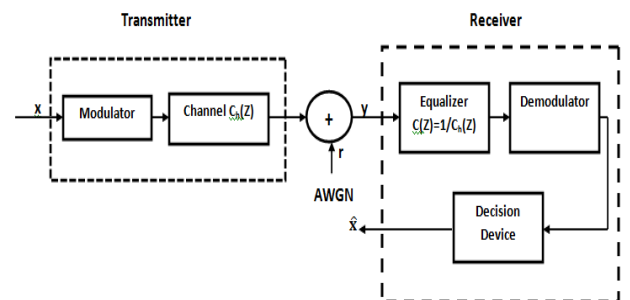 Transmitter
Receiver
x
Modulator
Channel Cₕ(Z)
+
r
AWGN
y
Equalizer
C(Z)=1/Cₕ(Z)
Demodulator
Decision
Device
x̂